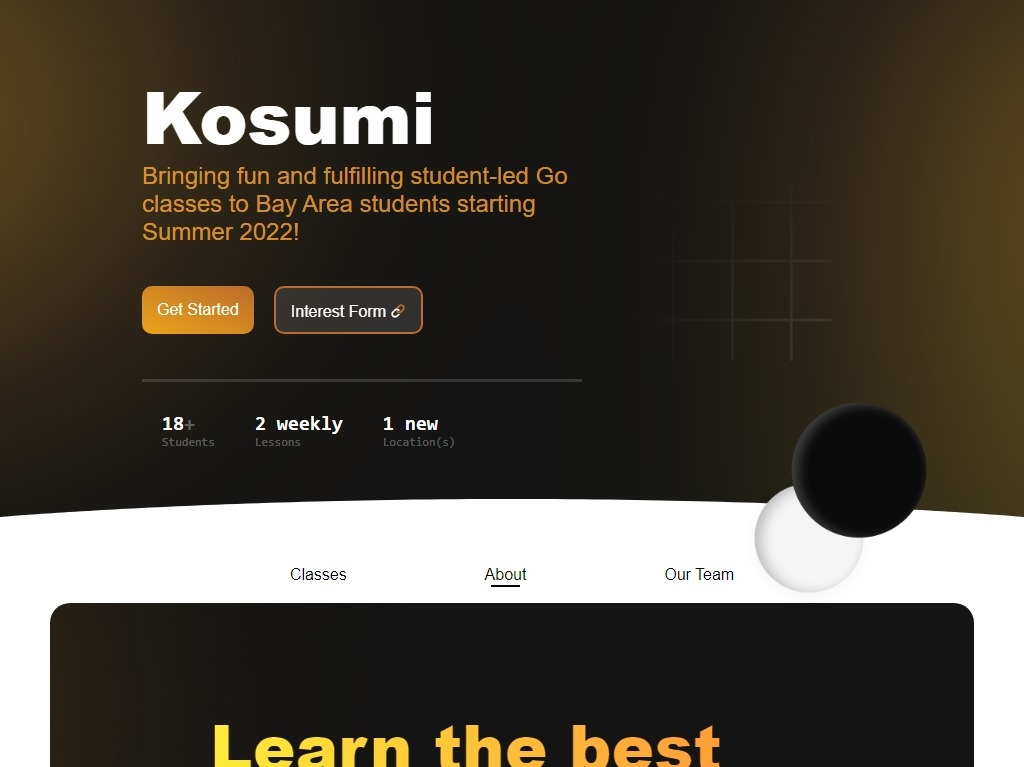 Kosumi
Bringing fun and fulfilling student-led Go
classes to Bay Area students starting
Summer 2022!
Get Started
Interest Form
18+
2 weekly
1 new
Students
Lessons
Location(s)
Classes
About
Our Team
Learn the best